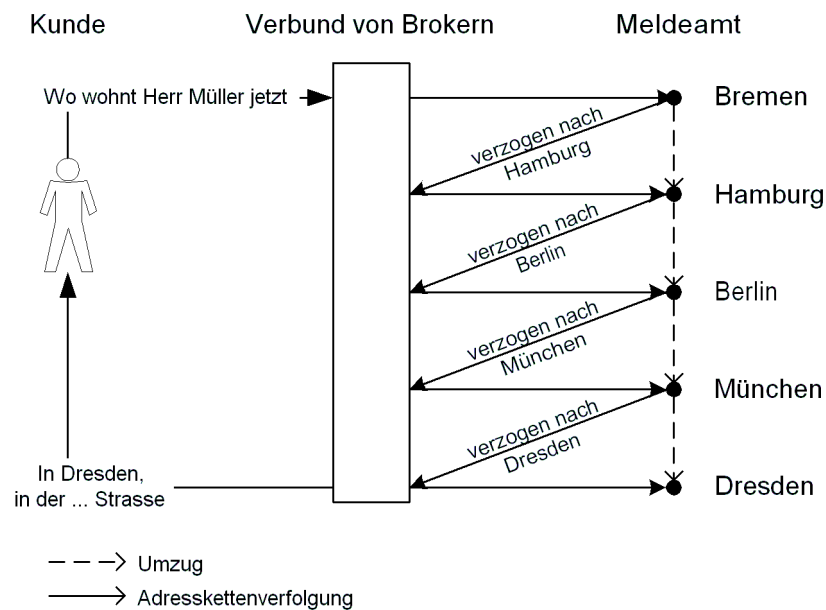 Kunde
Verbund von Brokern
Meldeamt
Wo wohnt Herr Müller jetzt
Bremen
verzogen nach
Hamburg
Hamburg
verzogen nach
Berlin
Berlin
verzogen nach
München
München
verzogen nach
Dresden
In Dresden,
in der ... Strasse
Dresden
Umzug
Adresskettenverfolgung